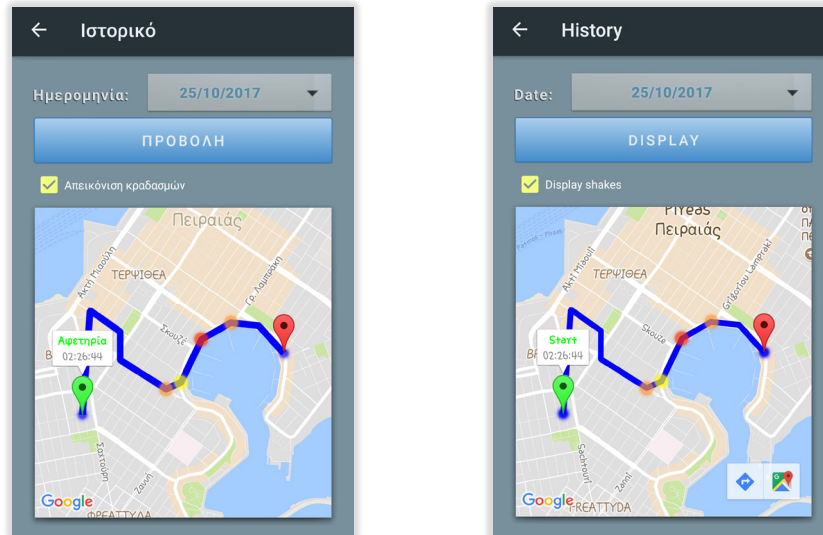 Ιστορικό
Ημερομηνία: 25/10/2017
ΠΡΟΒΟΛΗ
Απεικόνιση κραδασμών
Πειραιάς
Ακτή Μιαούλη
ΤΕΡΨΙΘΕΑ
Γρ. Λαμπράκη
Σκουζέ
Αφετηρία
02:26:44
Σαχτούρη
Ζαννή
Google
ΦΡΕΑΤΤΥΔΑ
History
Date: 25/10/2017
DISPLAY
Display shakes
Πειραιάς
Akti Miaouli
ΤΕΡΨΙΘΕΑ
Grigoriou Lampraki
Skouze
Start
02:26:44
Sachtouri
Zanni
Google
FREATTYDA